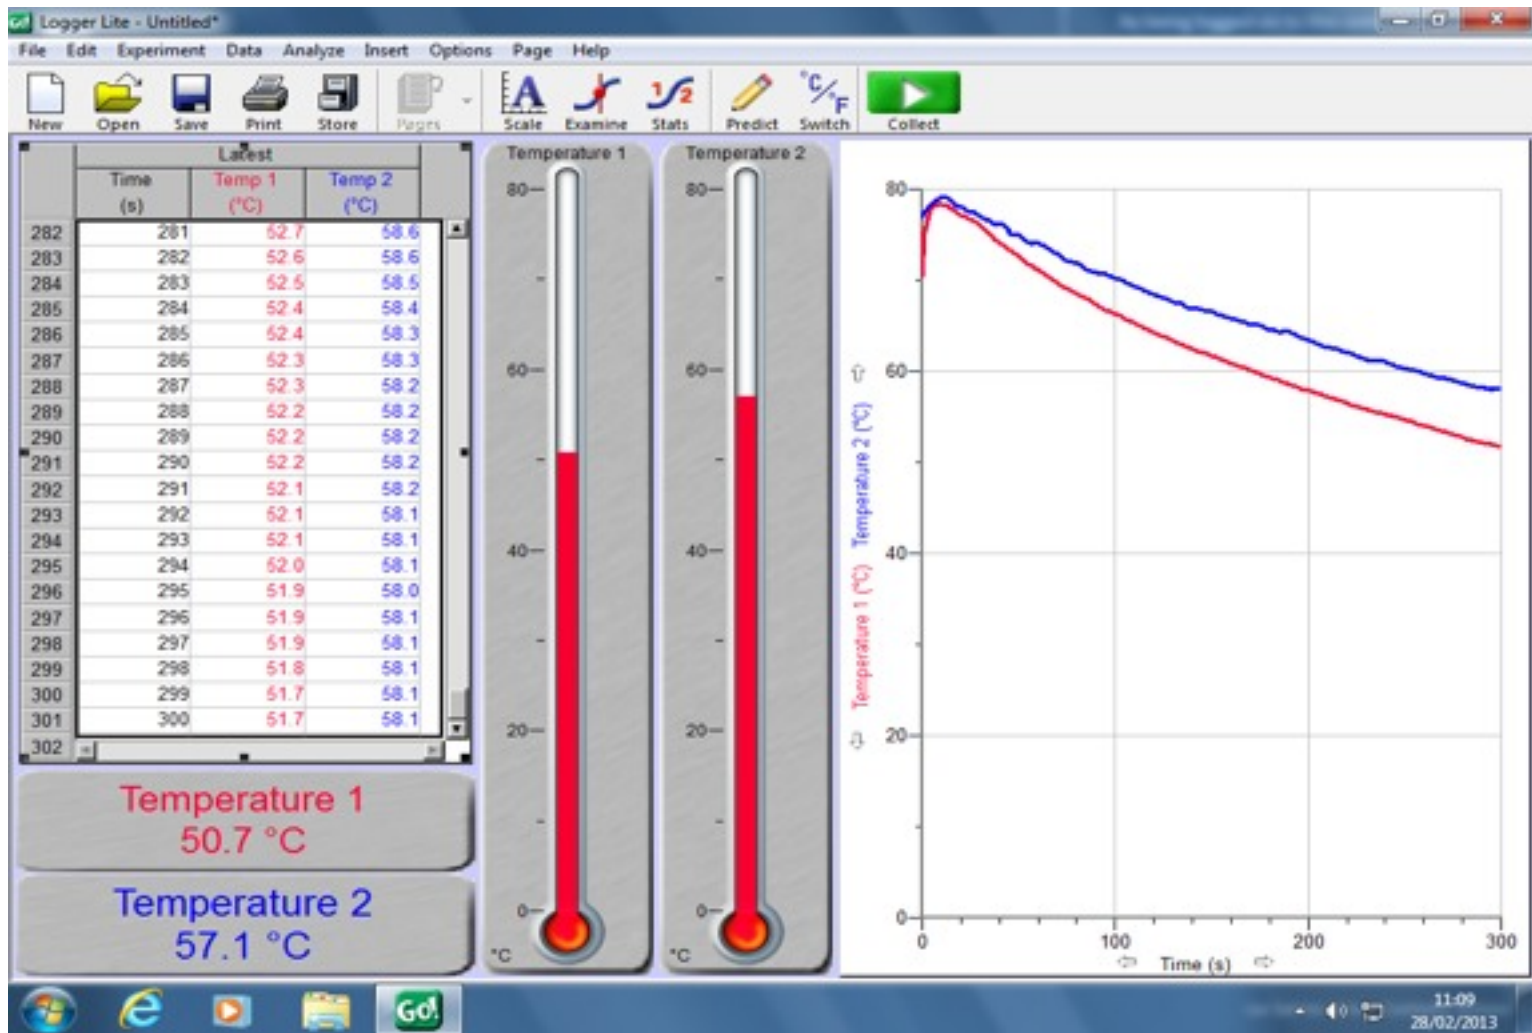 Logger Lite - Untitled*
File Edit Experiment Data Analyze Insert Options Page Help
New Open Save Print Store Pages Scale Examine Stats Predict Switch Collect
°C/°F
Latest
Time (s) Temp 1 (°C) Temp 2 (°C)
282 281 52.7 58.6
283 282 52.6 58.6
284 283 52.5 58.5
285 284 52.4 58.4
286 285 52.4 58.3
287 286 52.3 58.3
288 287 52.3 58.2
289 288 52.2 58.2
290 289 52.2 58.2
291 290 52.2 58.2
292 291 52.1 58.2
293 292 52.1 58.1
294 293 52.1 58.1
295 294 52.0 58.1
296 295 51.9 58.0
297 296 51.9 58.1
298 297 51.9 58.1
299 298 51.8 58.1
300 299 51.7 58.1
301 300 51.7 58.1
302
Temperature 1
50.7 °C
Temperature 2
57.1 °C
Temperature 1
80
60
40
20
0
°C
Temperature 2
80
60
40
20
0
°C
Temperature 1 (°C) Temperature 2 (°C)
80
60
40
20
0
0 100 200 300
Time (s)
Go!
11:09
28/02/2013